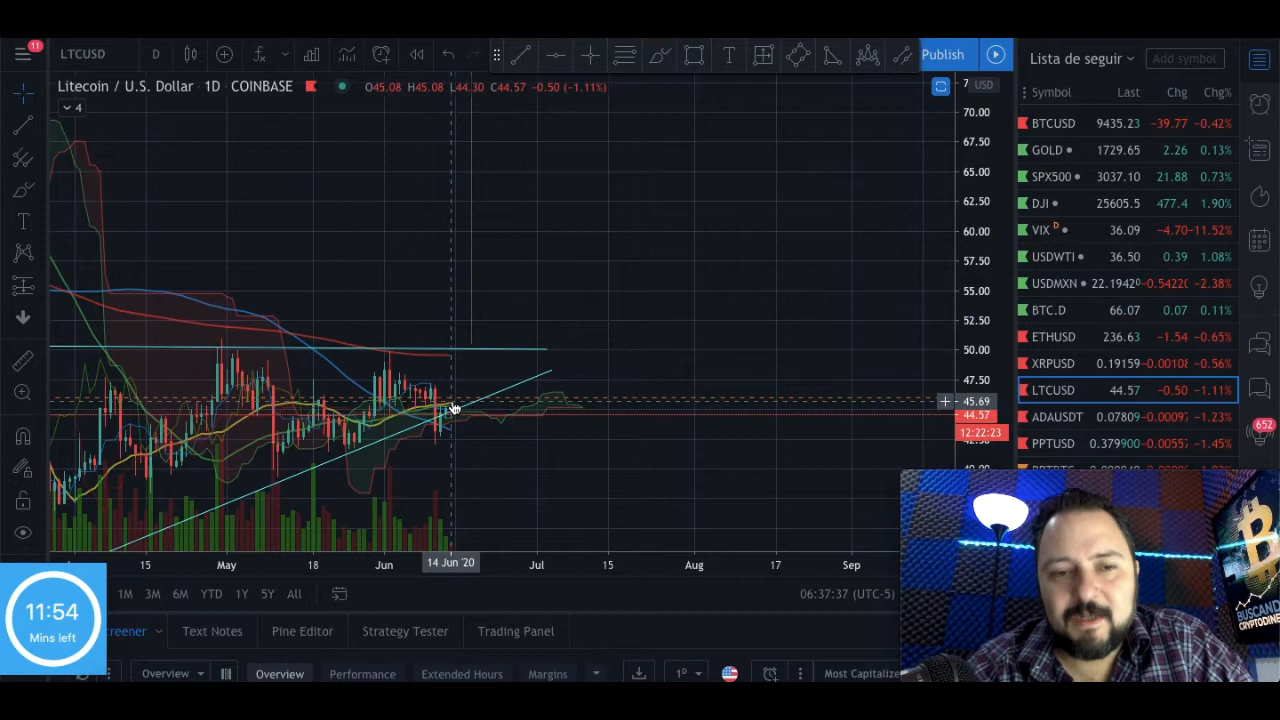 11
LTCUSD
D
Publish
Lista de seguir
Add symbol
Litecoin / U.S. Dollar · 1D · COINBASE
O45.08 H45.08 L44.30 C44.57 −0.50 (−1.11%)
USD
4
Symbol Last Chg Chg%
BTCUSD 9435.23 −39.77 −0.42%
GOLD 1729.65 2.26 0.13%
SPX500 3037.10 21.88 0.73%
DJI 25605.5 477.4 1.90%
VIX D 36.09 −4.70 −11.52%
USDWTI 36.50 0.39 1.08%
USDMXN 22.1942 −0.5422 −2.38%
BTC.D 66.07 0.07 0.11%
ETHUSD 236.63 −1.54 −0.65%
XRPUSD 0.19159 −0.00108 −0.56%
LTCUSD 44.57 −0.50 −1.11%
ADAUSDT 0.07809 −0.00097 −1.23%
PPTUSD 0.379900 −0.00557 −1.45%
652
70.00
67.50
65.00
62.50
60.00
57.50
55.00
52.50
50.00
47.50
45.69
44.57
12:22:23
15
May
18
Jun
14 Jun '20
Jul
15
Aug
17
Sep
1M 3M 6M YTD 1Y 5Y All
06:37:37 (UTC-5)
11:54
Mins left
Text Notes
Pine Editor
Strategy Tester
Trading Panel
Overview
Overview
Performance
Extended Hours
Margins
1D
Most Capitalize
BUSCAND
CRYPTODINE